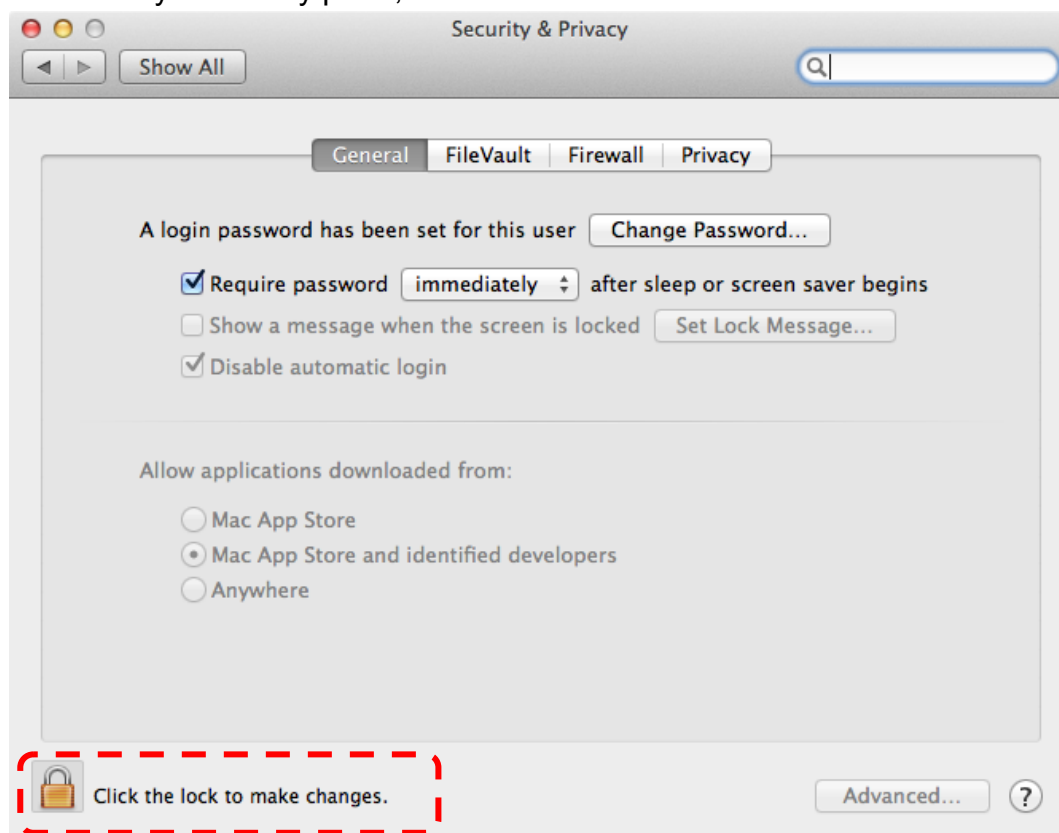 Security & Privacy
Show All
General FileVault Firewall Privacy
A login password has been set for this user Change Password...
Require password immediately after sleep or screen saver begins
Show a message when the screen is locked Set Lock Message...
Disable automatic login
Allow applications downloaded from:
Mac App Store
Mac App Store and identified developers
Anywhere
Click the lock to make changes.
Advanced... ?